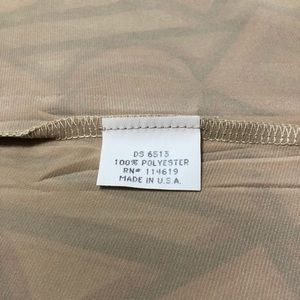 DS 6513
100% POLYESTER
RN# 114619
MADE IN U.S.A.